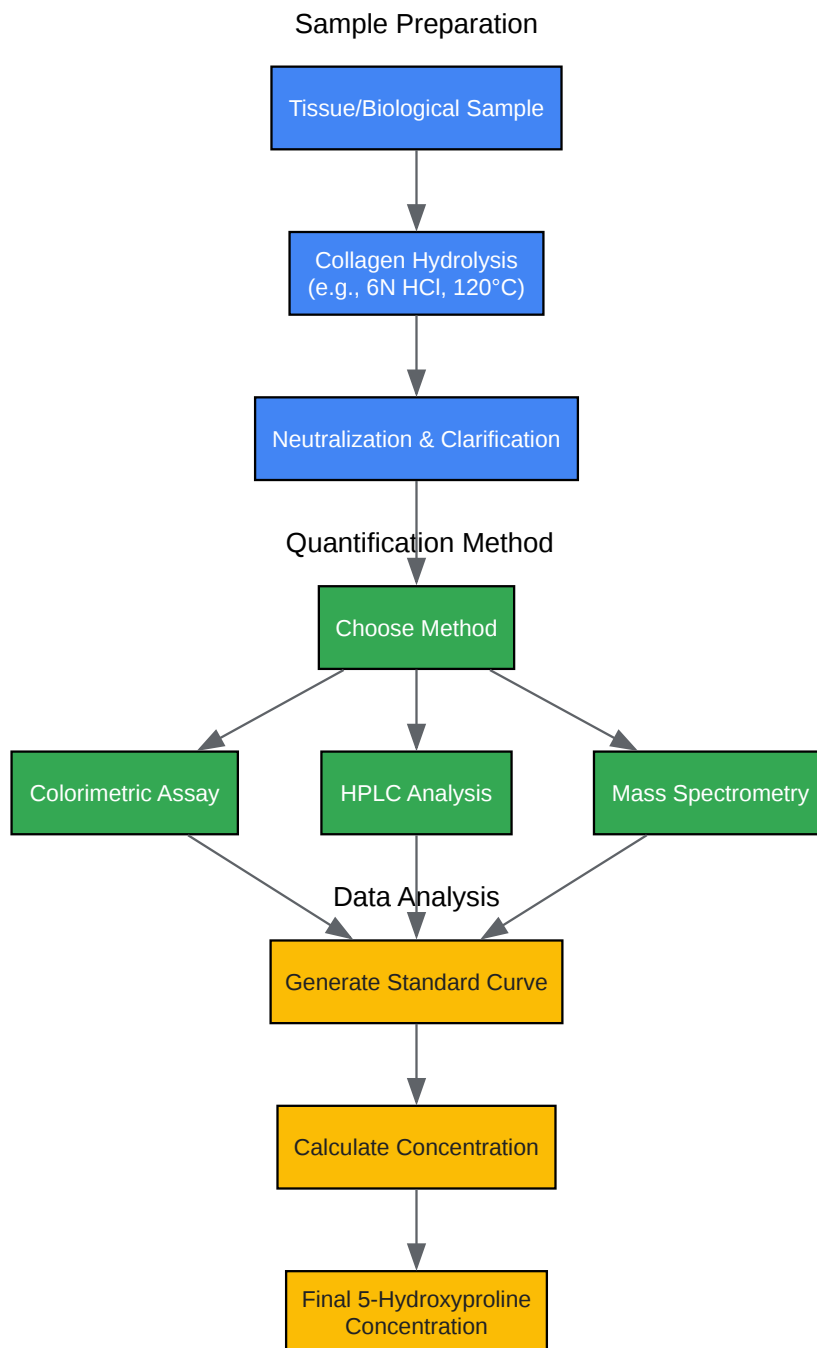 Sample Preparation
Tissue/Biological Sample
Collagen Hydrolysis
(e.g., 6N HCl, 120°C)
Neutralization & Clarification
Quantification Method
Choose Method
Colorimetric Assay
HPLC Analysis
Mass Spectrometry
Data Analysis
Generate Standard Curve
Calculate Concentration
Final 5-Hydroxyproline
Concentration